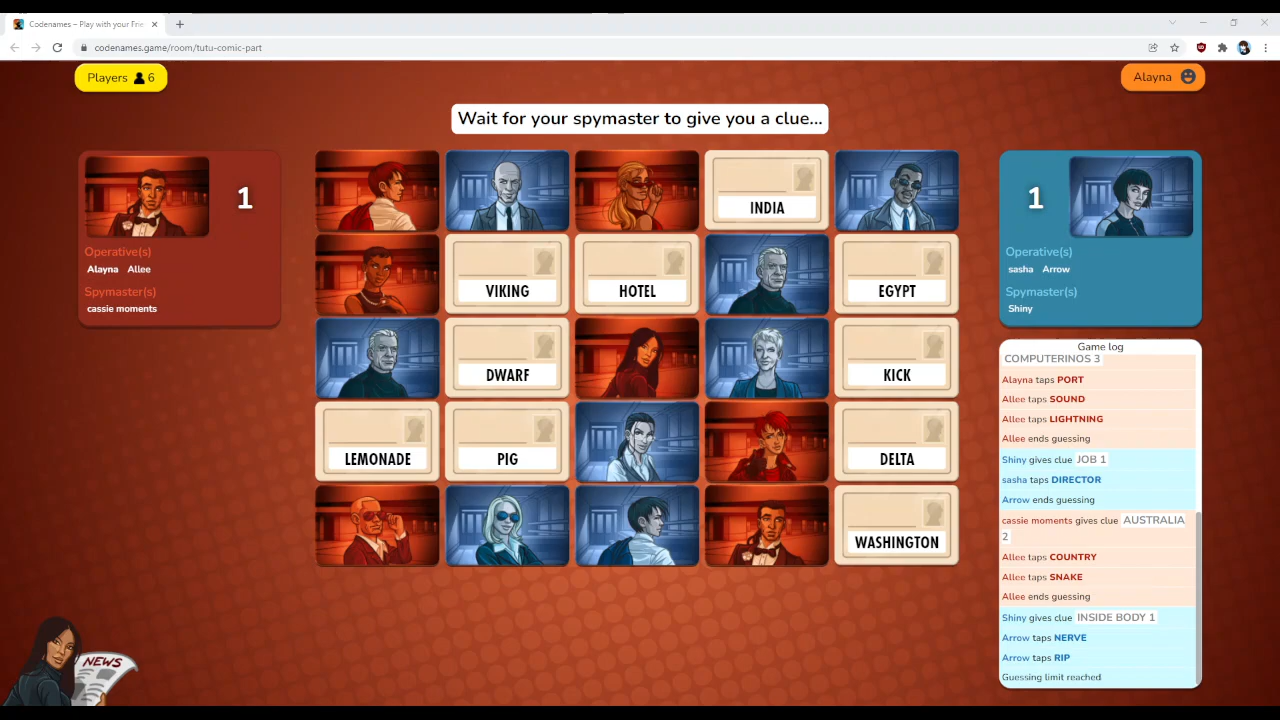 Codenames – Play with your Frie
codenames.game/room/tutu-comic-part
Players 6
Alayna
Wait for your spymaster to give you a clue...
1
Operative(s)
Alayna Allee
Spymaster(s)
cassie moments
INDIA
VIKING
HOTEL
EGYPT
DWARF
KICK
LEMONADE
PIG
DELTA
WASHINGTON
1
Operative(s)
sasha Arrow
Spymaster(s)
Shiny
Game log
COMPUTERINOS 3
Alayna taps PORT
Allee taps SOUND
Allee taps LIGHTNING
Allee ends guessing
Shiny gives clue JOB 1
sasha taps DIRECTOR
Arrow ends guessing
cassie moments gives clue AUSTRALIA
2
Allee taps COUNTRY
Allee taps SNAKE
Allee ends guessing
Shiny gives clue INSIDE BODY 1
Arrow taps NERVE
Arrow taps RIP
Guessing limit reached
NEWS